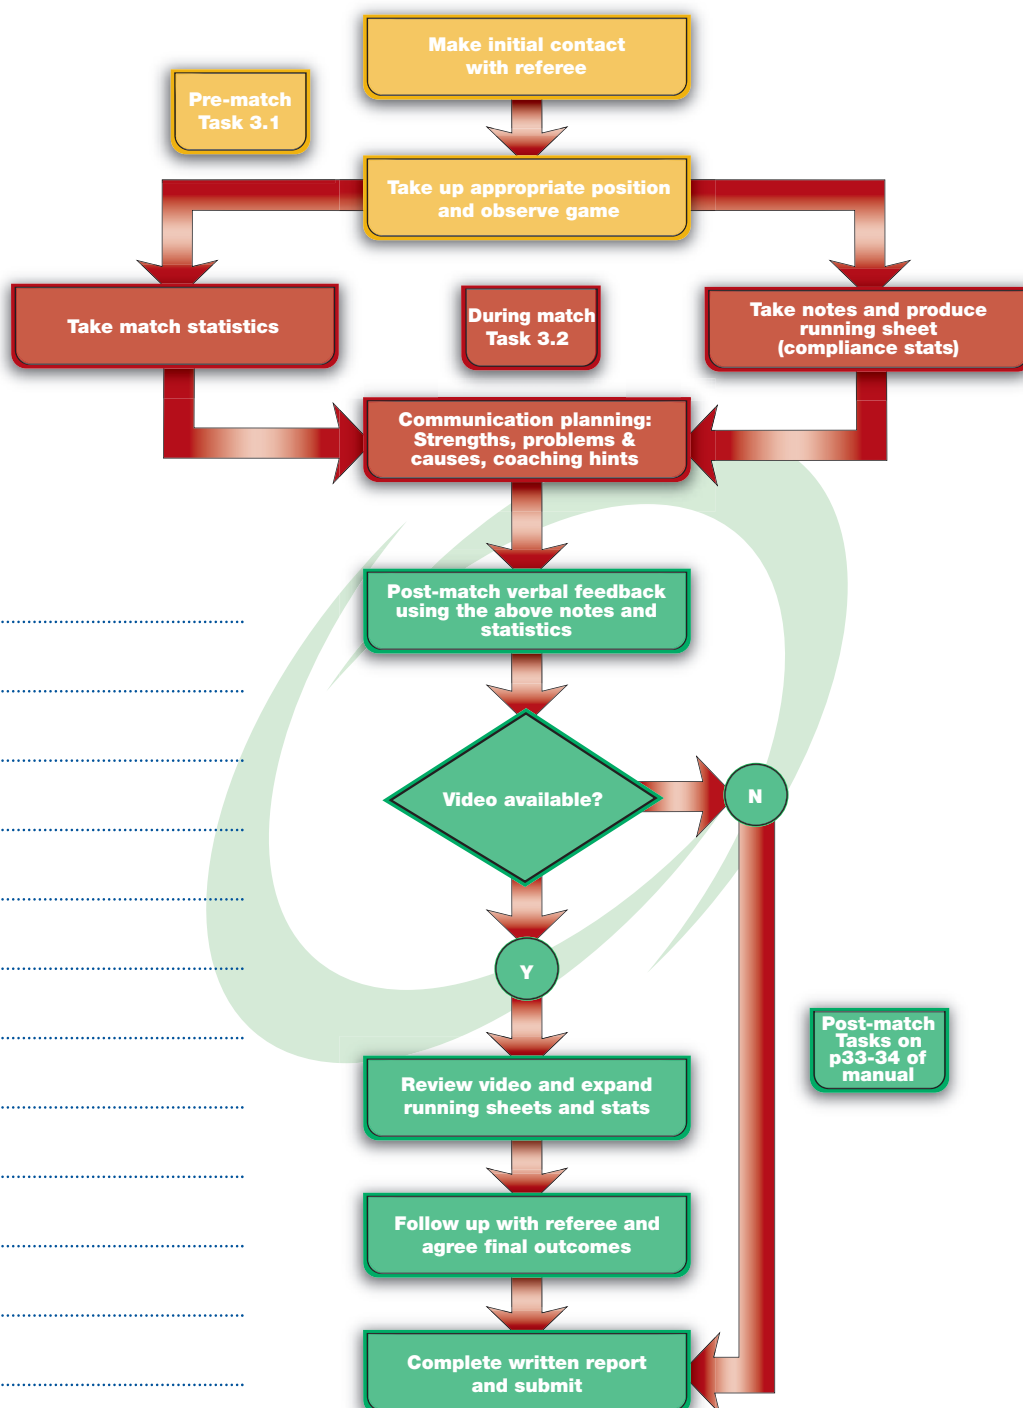 Make initial contact
with referee
Pre-match
Task 3.1
Take up appropriate position
and observe game
Take match statistics
During match
Task 3.2
Take notes and produce
running sheet
(compliance stats)
Communication planning:
Strengths, problems &
causes, coaching hints
Post-match verbal feedback
using the above notes and
statistics
Video available?
N
Y
Post-match
Tasks on
p33-34 of
manual
Review video and expand
running sheets and stats
Follow up with referee and
agree final outcomes
Complete written report
and submit